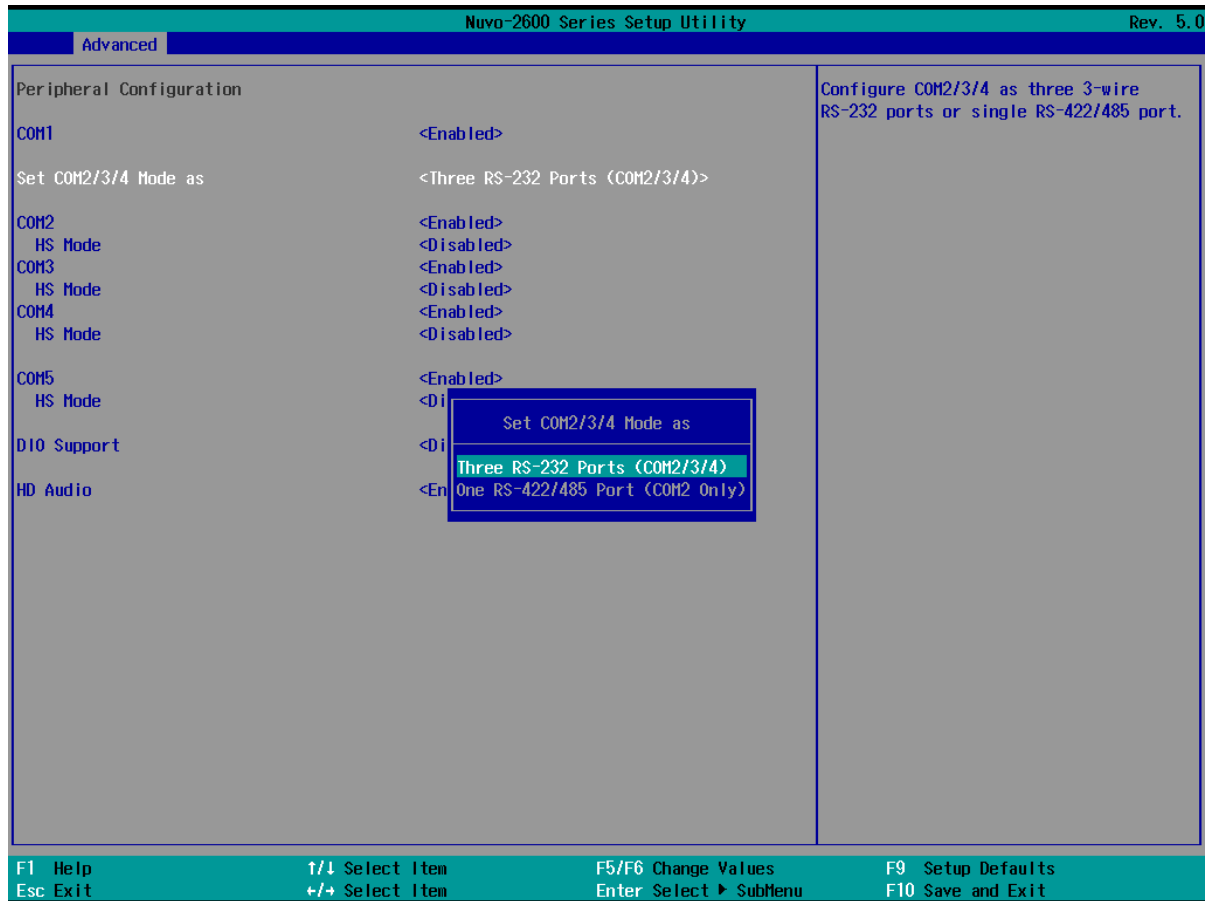 Nuvo-2600 Series Setup Utility Rev. 5.0
Advanced
Peripheral Configuration
COM1 <Enabled>
Set COM2/3/4 Mode as <Three RS-232 Ports (COM2/3/4)>
COM2 <Enabled>
HS Mode <Disabled>
COM3 <Enabled>
HS Mode <Disabled>
COM4 <Enabled>
HS Mode <Disabled>
COM5 <Enabled>
HS Mode <Di
DIO Support <Di
HD Audio <En
Set COM2/3/4 Mode as
Three RS-232 Ports (COM2/3/4)
One RS-422/485 Port (COM2 Only)
Configure COM2/3/4 as three 3-wire
RS-232 ports or single RS-422/485 port.
F1 Help ↑/↓ Select Item F5/F6 Change Values F9 Setup Defaults
Esc Exit ←/→ Select Item Enter Select ▶ SubMenu F10 Save and Exit